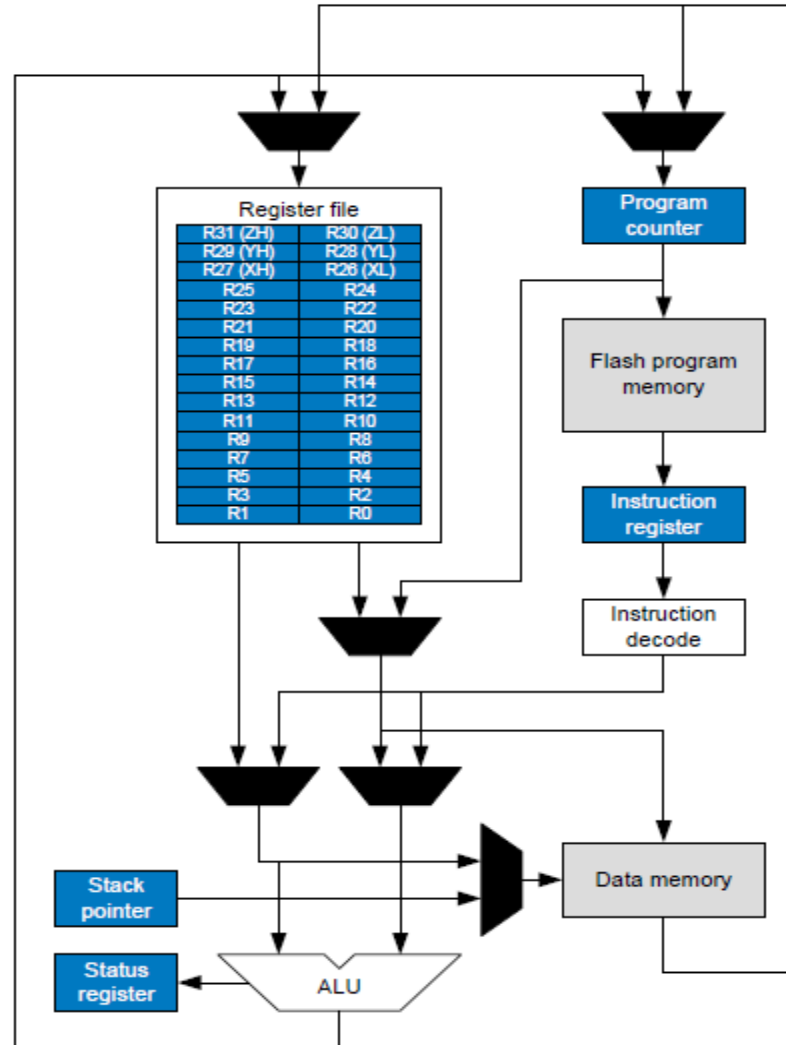 Register file
R31 (ZH) R30 (ZL)
R29 (YH) R28 (YL)
R27 (XH) R26 (XL)
R25 R24
R23 R22
R21 R20
R19 R18
R17 R16
R15 R14
R13 R12
R11 R10
R9 R8
R7 R6
R5 R4
R3 R2
R1 R0
Program
counter
Flash program
memory
Instruction
register
Instruction
decode
Stack
pointer
Data memory
Status
register
ALU